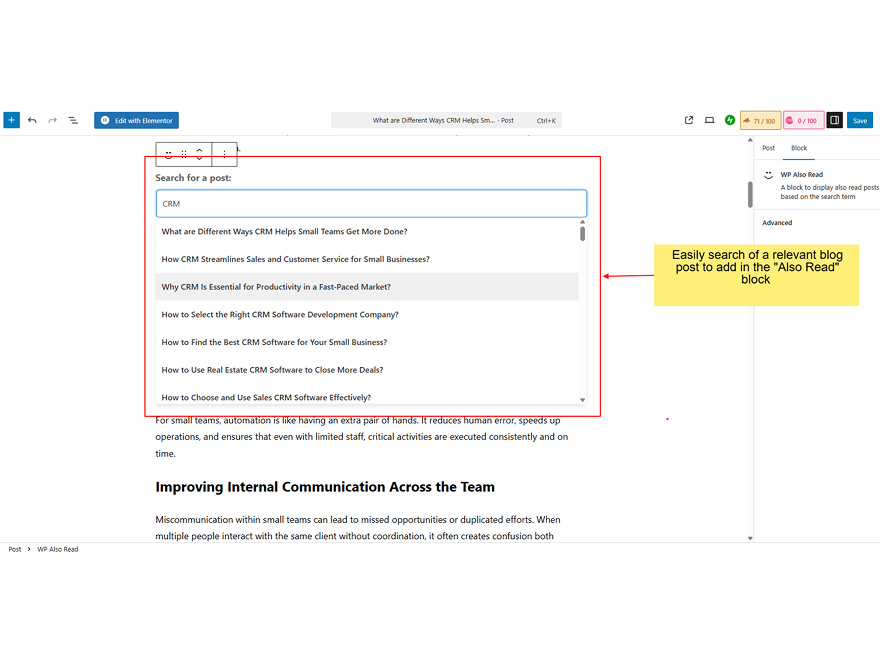 Edit with Elementor
What are Different Ways CRM Helps Sm... · Post Ctrl+K
71 / 100
0 / 100
Save
Post Block
WP Also Read
A block to display also read posts
based on the search term
Advanced
Search for a post:
CRM
What are Different Ways CRM Helps Small Teams Get More Done?
How CRM Streamlines Sales and Customer Service for Small Businesses?
Why CRM Is Essential for Productivity in a Fast-Paced Market?
How to Select the Right CRM Software Development Company?
How to Find the Best CRM Software for Your Small Business?
How to Use Real Estate CRM Software to Close More Deals?
How to Choose and Use Sales CRM Software Effectively?
Easily search of a relevant blog
post to add in the "Also Read"
block
For small teams, automation is like having an extra pair of hands. It reduces human error, speeds up
operations, and ensures that even with limited staff, critical activities are executed consistently and on
time.
Improving Internal Communication Across the Team
Miscommunication within small teams can lead to missed opportunities or duplicated efforts. When
multiple people interact with the same client without coordination, it often creates confusion both
Post › WP Also Read